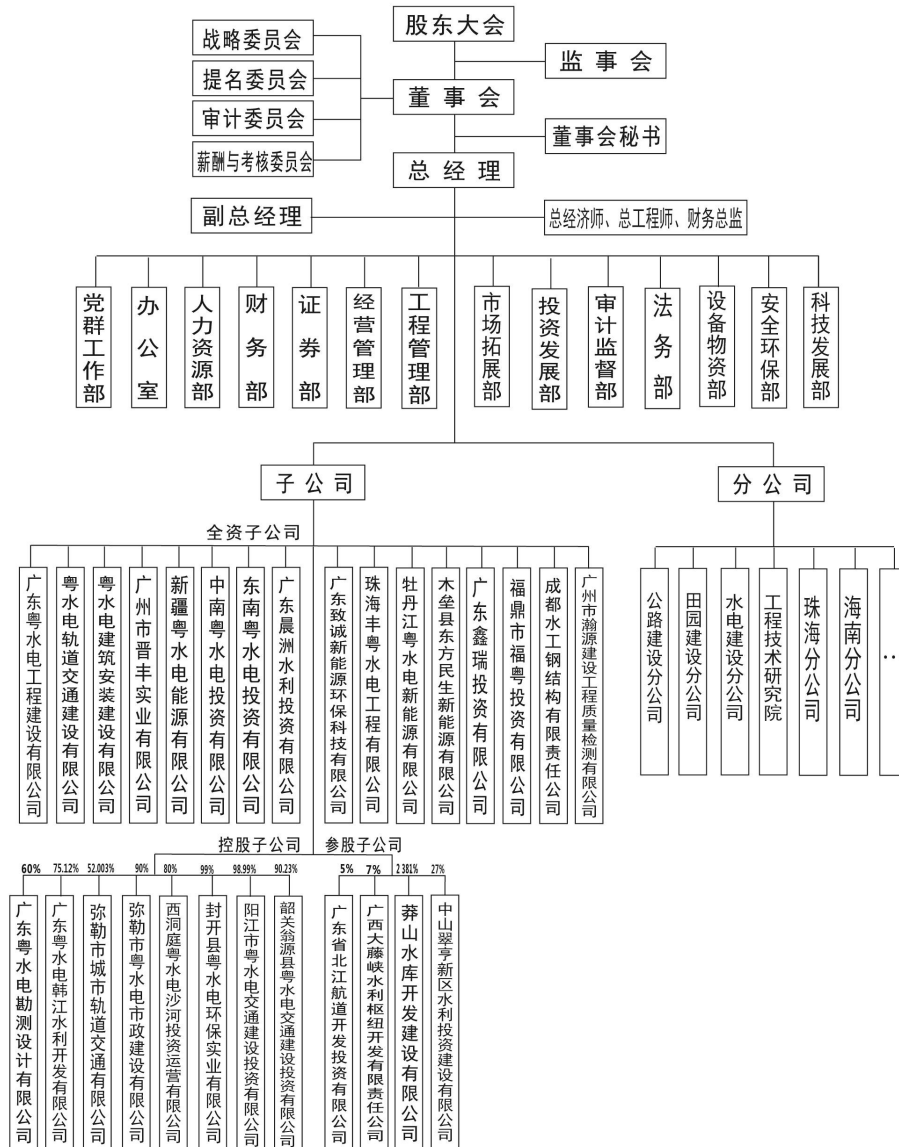 股东大会
战略委员会
监事会
提名委员会
董事会
审计委员会
董事会秘书
薪酬与考核委员会
总经理
副总经理
总经济师、总工程师、财务总监
党群工作部
办公室
人力资源部
财务部
证券部
经营管理部
工程管理部
市场拓展部
投资发展部
审计监督部
法务部
设备物资部
安全环保部
科技发展部
子公司
分公司
全资子公司
广东粤水电工程建设有限公司
粤水电轨道交通建设有限公司
粤水电建筑安装建设有限公司
广州市晋丰实业有限公司
新疆粤水电能源有限公司
中南粤水电投资有限公司
东南粤水电投资有限公司
广东晨洲水利投资有限公司
广东致诚新能源环保科技有限公司
珠海丰粤水电工程有限公司
牡丹江粤水电新能源有限公司
木垒县东方民生新能源有限公司
广东鑫瑞投资有限公司
福鼎市福粤投资有限公司
成都水工钢结构有限责任公司
广州市瀚源建设工程质量检测有限公司
公路建设分公司
田园建设分公司
水电建设分公司
工程技术研究院
珠海分公司
海南分公司
··
控股子公司
参股子公司
60% 75.12% 52.003% 90% 80% 99% 98.99% 90.23% 5% 7% 2 381% 27%
广东粤水电勘测设计有限公司
广东粤水电韩江水利开发有限公司
弥勒市城市轨道交通有限公司
弥勒市粤水电市政建设有限公司
西洞庭粤水电沙河投资运营有限公司
封开县粤水电环保实业有限公司
阳江市粤水电交通建设投资有限公司
韶关翁源县粤水电交通建设投资有限公司
广东省北江航道开发投资有限公司
广西大藤峡水利枢纽开发有限责任公司
莽山水库开发建设有限公司
中山翠亨新区水利投资建设有限公司